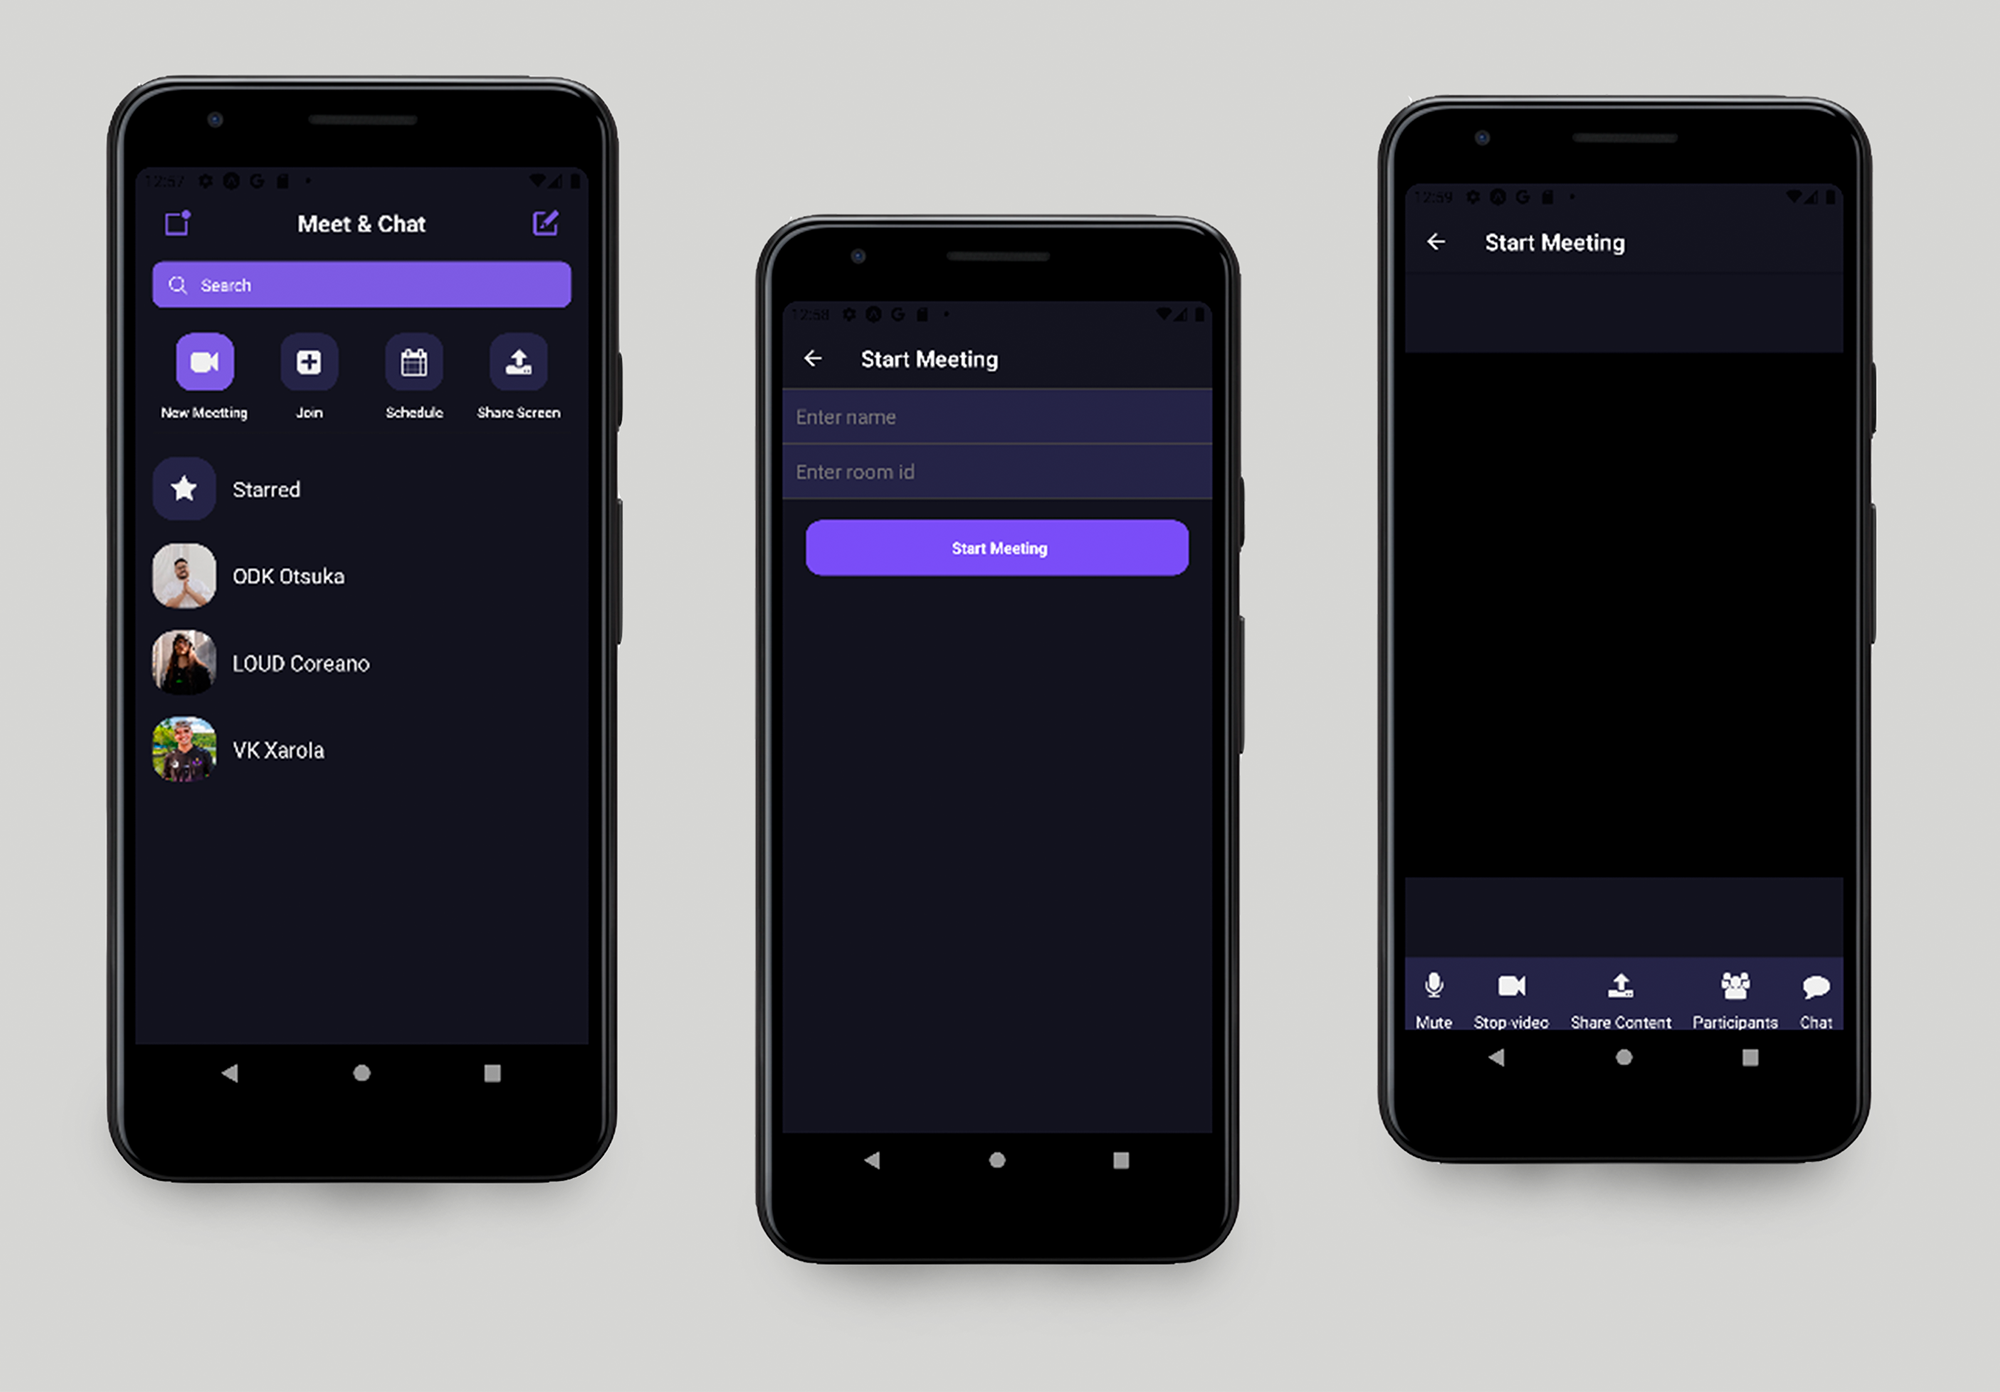 12:57
Meet & Chat
Search
New Meetting
Join
Schedule
Share Screen
Starred
ODK Otsuka
LOUD Coreano
VK Xarola
12:58
Start Meeting
Enter name
Enter room id
Start Meeting
12:59
Start Meeting
Mute
Stop video
Share Content
Participants
Chat